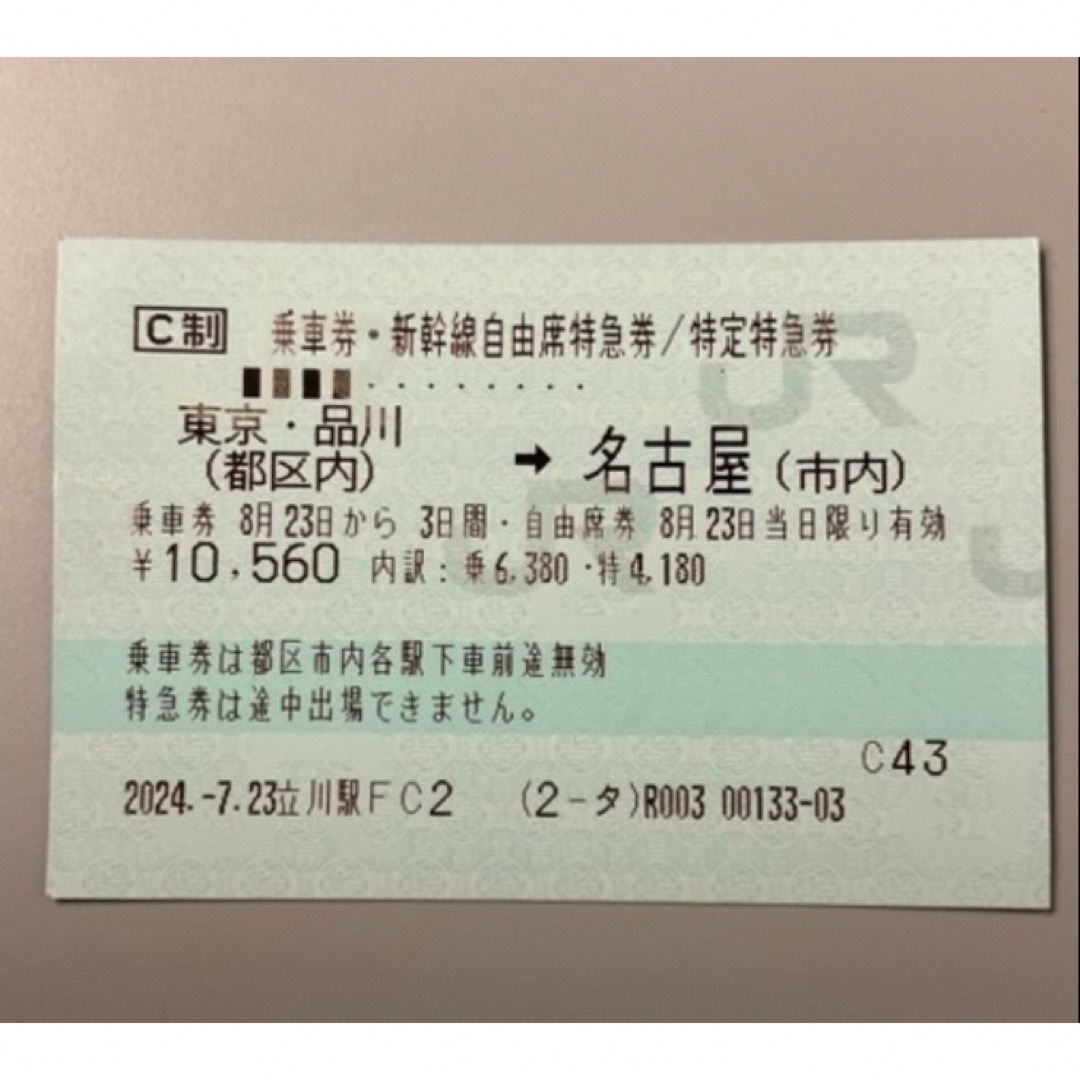 C制 乗車券・新幹線自由席特急券/特定特急券
東京・品川 → 名古屋(市内)
(都区内)
乗車券 8月23日から 3日間・自由席券 8月23日当日限り有効
¥10,560 内訳:乗6,380・特4,180
乗車券は都区市内各駅下車前途無効
特急券は途中出場できません。
C43
2024.-7.23立川駅FC2 (2-タ)R003 00133-03
JR
JR